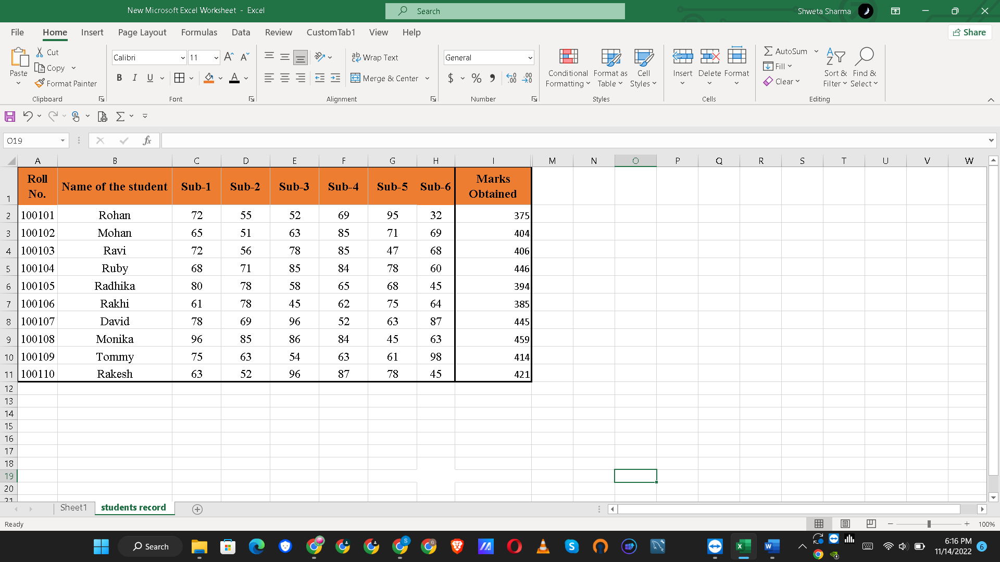 New Microsoft Excel Worksheet - Excel
Search
Shweta Sharma
File Home Insert Page Layout Formulas Data Review CustomTab1 View Help
Share
Paste
Cut
Copy
Format Painter
Clipboard
Calibri 11
B I U
Font
Wrap Text
Merge & Center
Alignment
General
$ % , .00 .00
Number
Conditional Formatting
Format as Table
Cell Styles
Styles
Insert Delete Format
Cells
AutoSum
Fill
Clear
Sort & Filter
Find & Select
Editing
O19
fx
A B C D E F G H I M N O P Q R S T U V W
1 Roll No. Name of the student Sub-1 Sub-2 Sub-3 Sub-4 Sub-5 Sub-6 Marks Obtained
2 100101 Rohan 72 55 52 69 95 32 375
3 100102 Mohan 65 51 63 85 71 69 404
4 100103 Ravi 72 56 78 85 47 68 406
5 100104 Ruby 68 71 85 84 78 60 446
6 100105 Radhika 80 78 58 65 68 45 394
7 100106 Rakhi 61 78 45 62 75 64 385
8 100107 David 78 69 96 52 63 87 445
9 100108 Monika 96 85 86 84 45 63 459
10 100109 Tommy 75 63 54 63 61 98 414
11 100110 Rakesh 63 52 96 87 78 45 421
12
13
14
15
16
17
18
19
20
21
Sheet1 students record
Ready
100%
Search
6:16 PM
11/14/2022
6